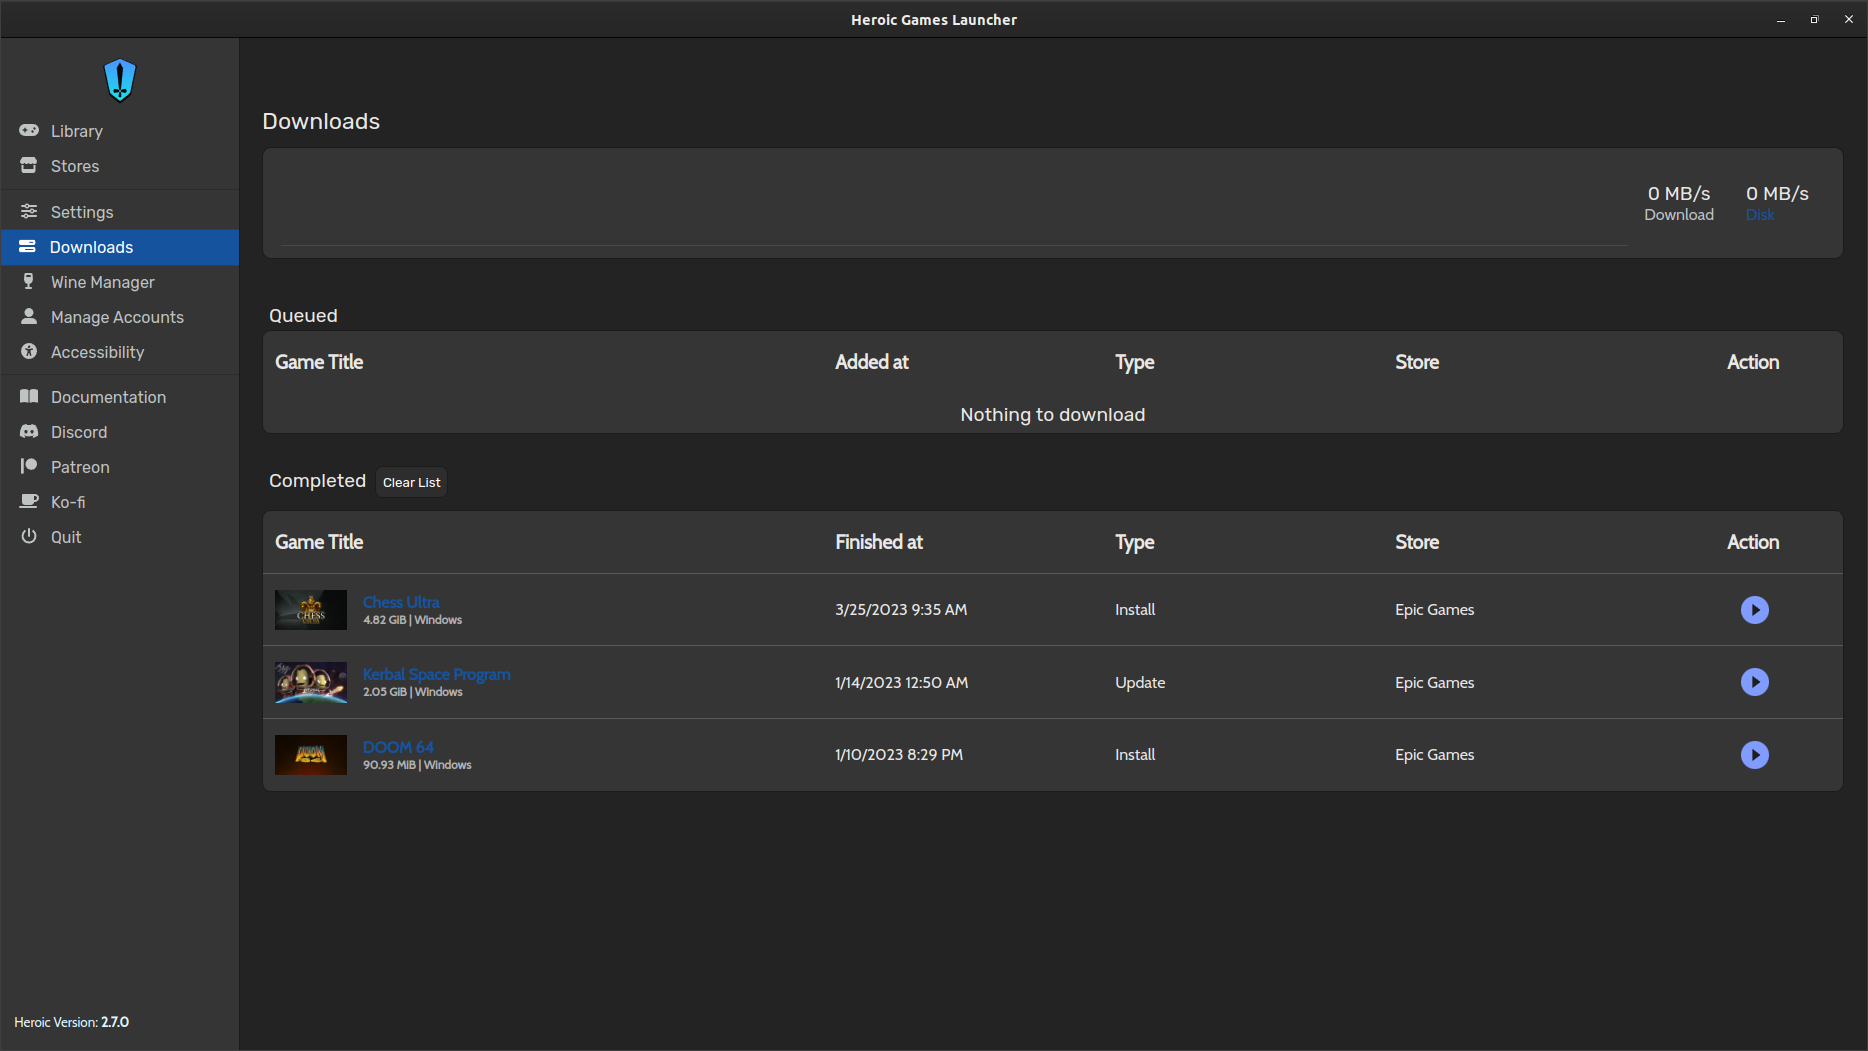 Heroic Games Launcher
Library
Stores
Settings
Downloads
Wine Manager
Manage Accounts
Accessibility
Documentation
Discord
Patreon
Ko-fi
Quit
Heroic Version: 2.7.0
Downloads
0 MB/s 0 MB/s
Download Disk
Queued
Game Title Added at Type Store Action
Nothing to download
Completed Clear List
Game Title Finished at Type Store Action
CHESS
Chess Ultra
4.82 GiB | Windows
3/25/2023 9:35 AM Install Epic Games
Kerbal Space Program
2.05 GiB | Windows
1/14/2023 12:50 AM Update Epic Games
DOOM
64
DOOM 64
90.93 MiB | Windows
1/10/2023 8:29 PM Install Epic Games